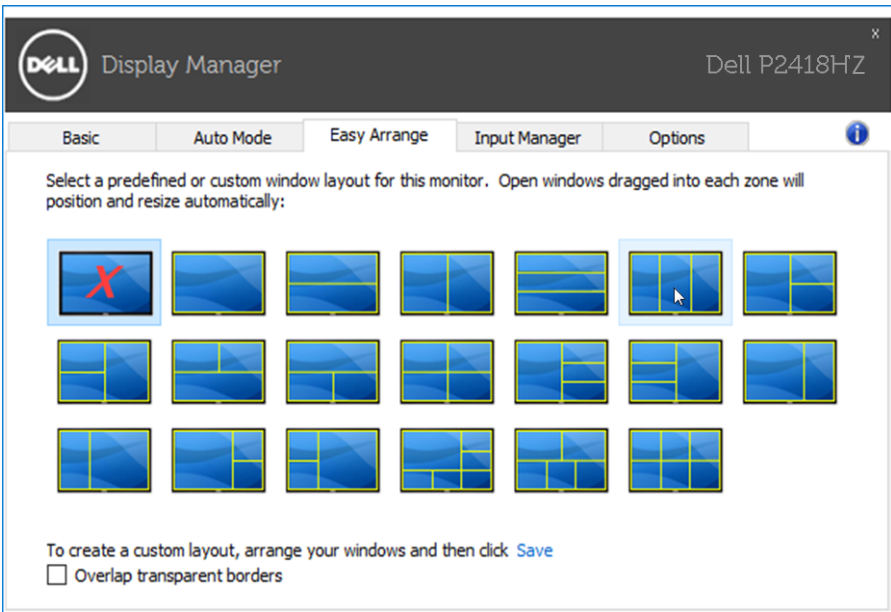 DELL
Display Manager
Dell P2418HZ
x
Basic
Auto Mode
Easy Arrange
Input Manager
Options
i
Select a predefined or custom window layout for this monitor. Open windows dragged into each zone will
position and resize automatically:
X
To create a custom layout, arrange your windows and then click Save
Overlap transparent borders